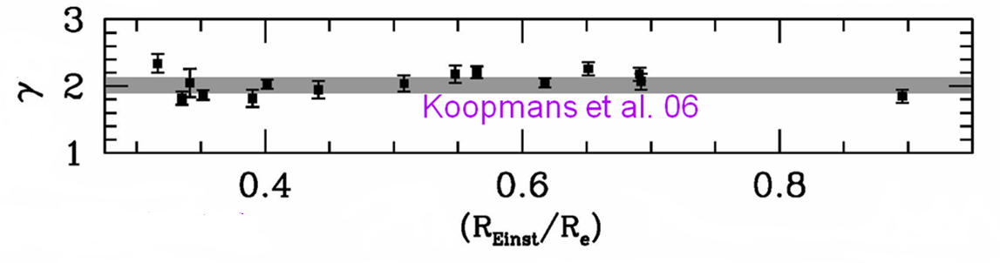 3
γ
2
Koopmans et al. 06
1
0.4 0.6 0.8
(R_Einst/R_e)